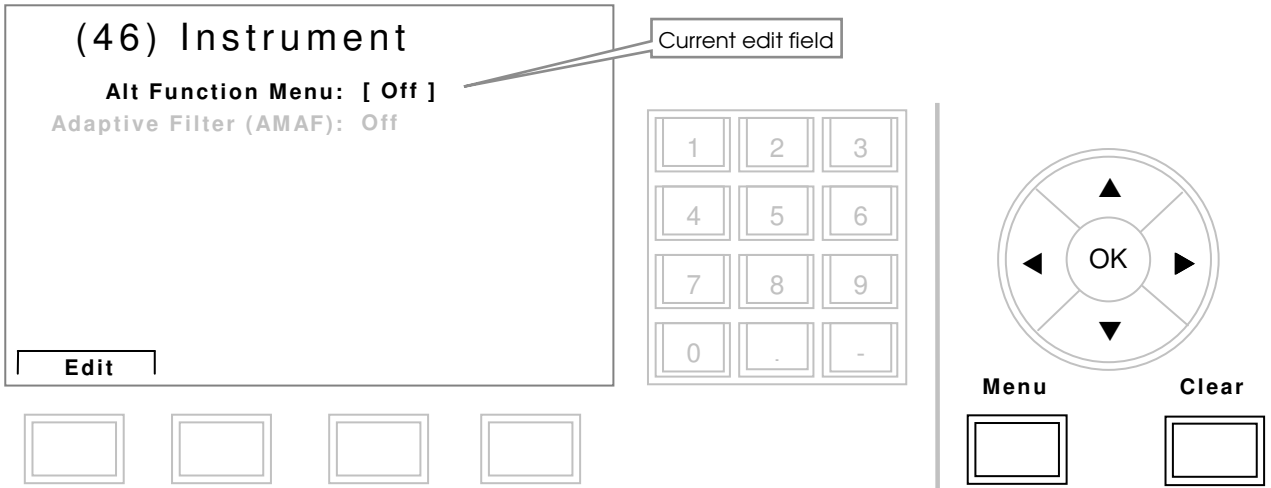 (46) Instrument
Current edit field
Alt Function Menu: [ Off ]
Adaptive Filter (AMAF): Off
1 2 3
4 5 6
7 8 9
0 . -
OK
Edit
Menu Clear